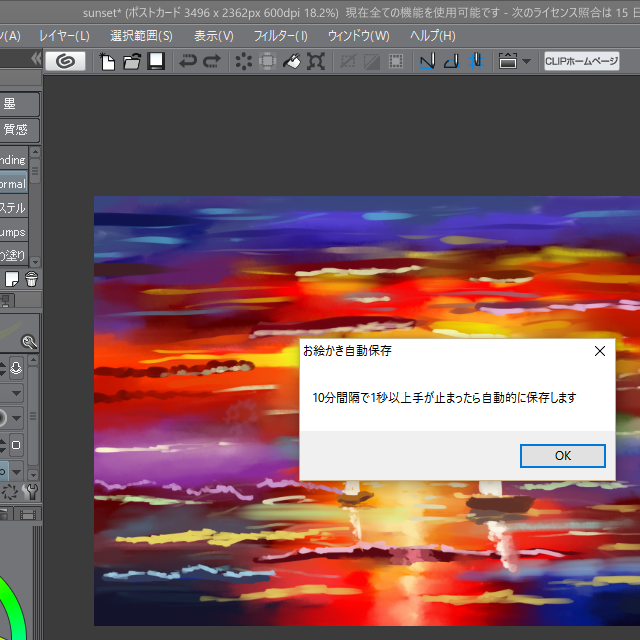 sunset* (ポストカード 3496 x 2362px 600dpi 18.2%)  現在全ての機能を使用可能です - 次のライセンス照合は 15 日
(A) レイヤー(L) 選択範囲(S) 表示(V) フィルター(I) ウィンドウ(W) ヘルプ(H)
CLIPホームページ
墨
質感
nding
ormal
ステル
umps
の塗り
お絵かき自動保存
10分間隔で1秒以上手が止まったら自動的に保存します
OK